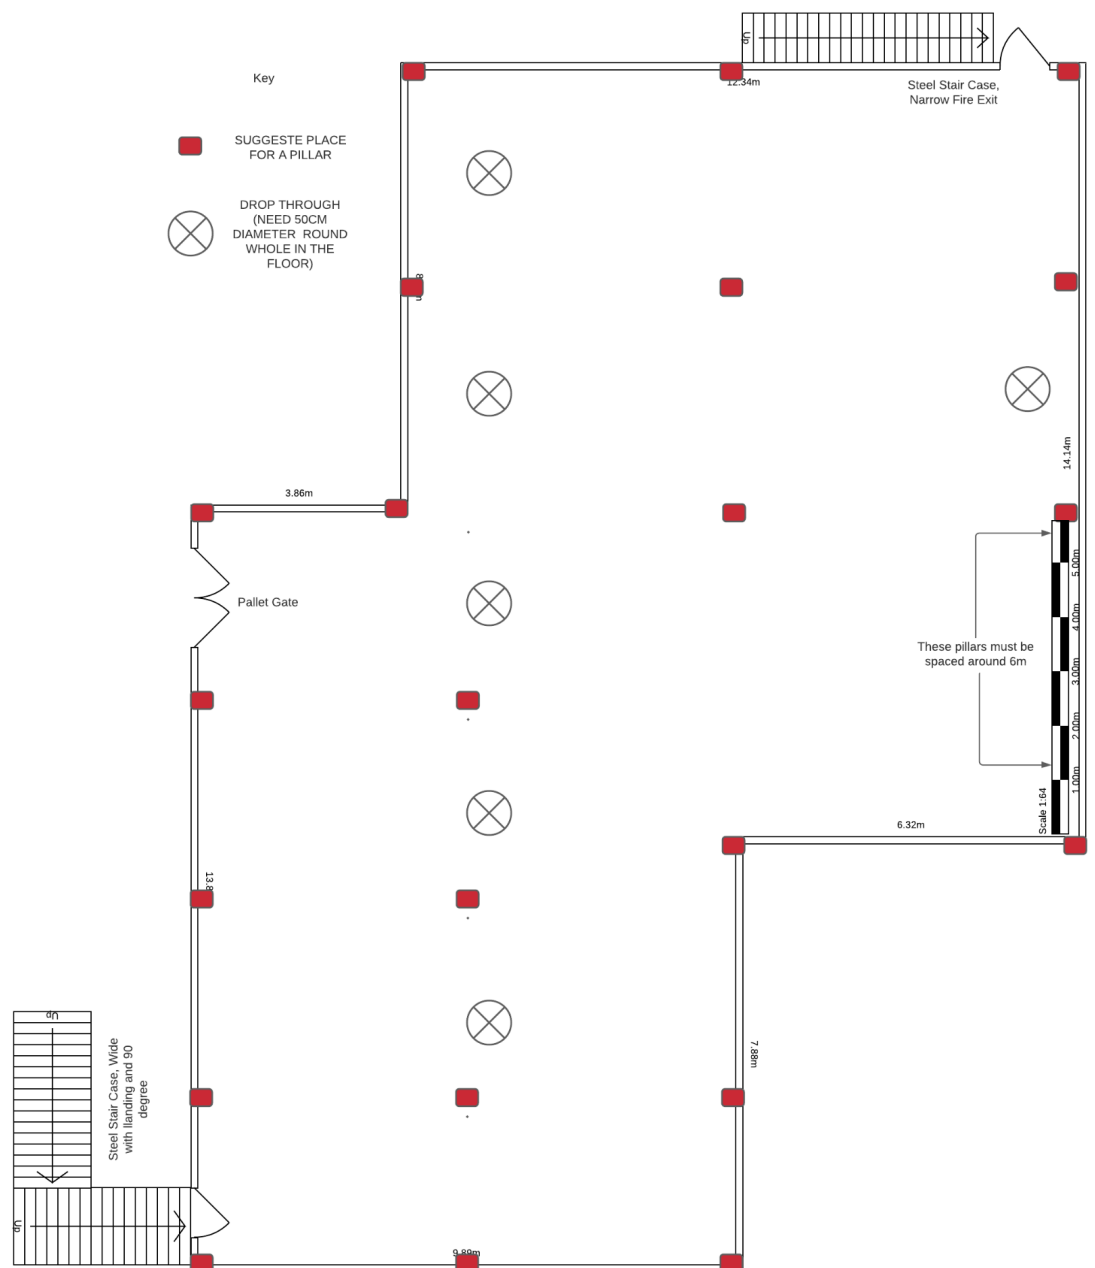 Up
12.34m
Steel Stair Case,
Narrow Fire Exit
Key
SUGGESTE PLACE
FOR A PILLAR
DROP THROUGH
(NEED 50CM
DIAMETER ROUND
WHOLE IN THE
FLOOR)
14.14m
3.86m
Pallet Gate
These pillars must be
spaced around 6m
5.00m
4.00m
3.00m
2.00m
1.00m
Scale 1:64
6.32m
7.88m
Up
Steel Stair Case, Wide
with llanding and 90
degree
Up
9.89m